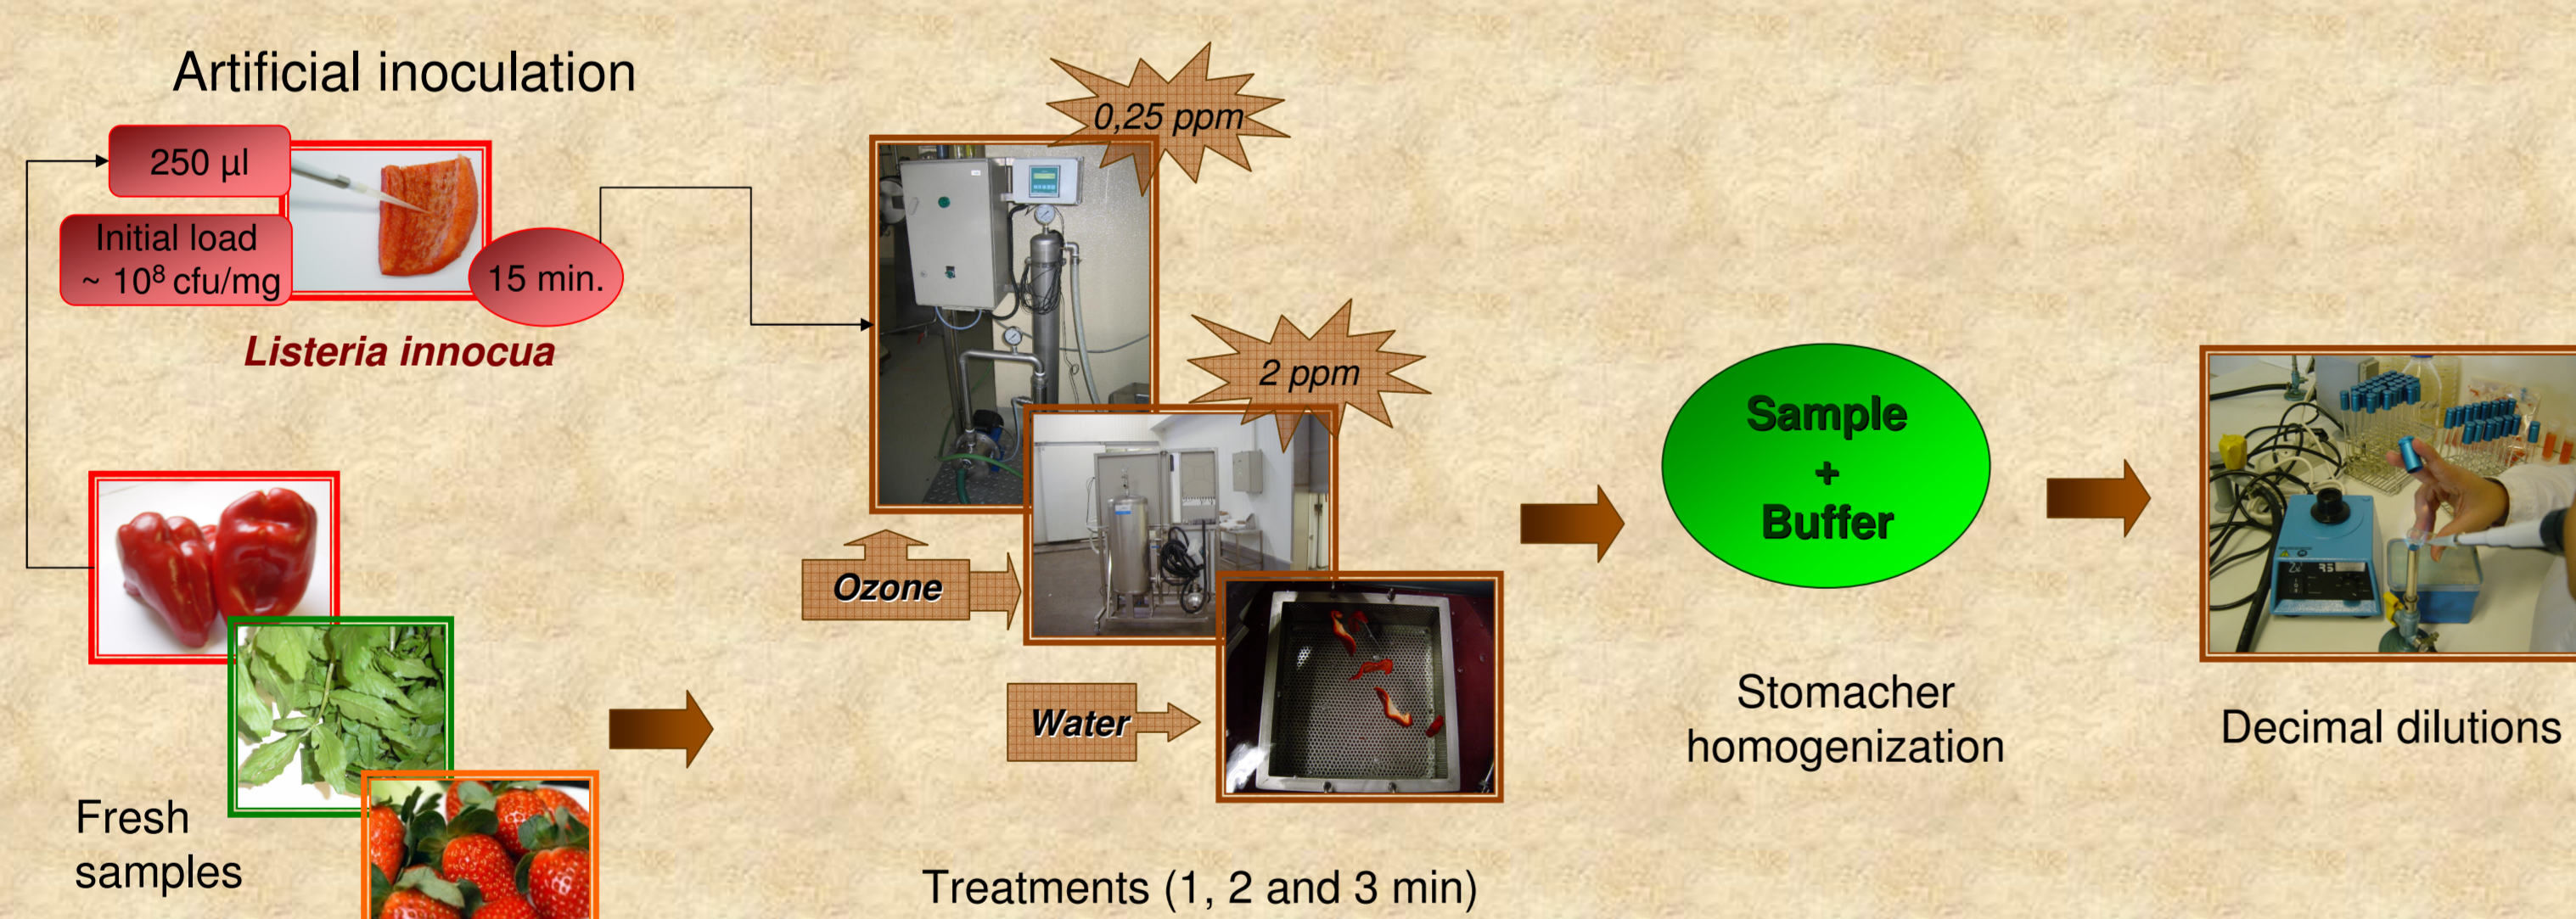 Artificial inoculation
250 µl
Initial load
~ 10⁸ cfu/mg
15 min.
Listeria innocua
Fresh
samples
0,25 ppm
2 ppm
Ozone
Water
Treatments (1, 2 and 3 min)
Sample
+
Buffer
Stomacher
homogenization
Decimal dilutions